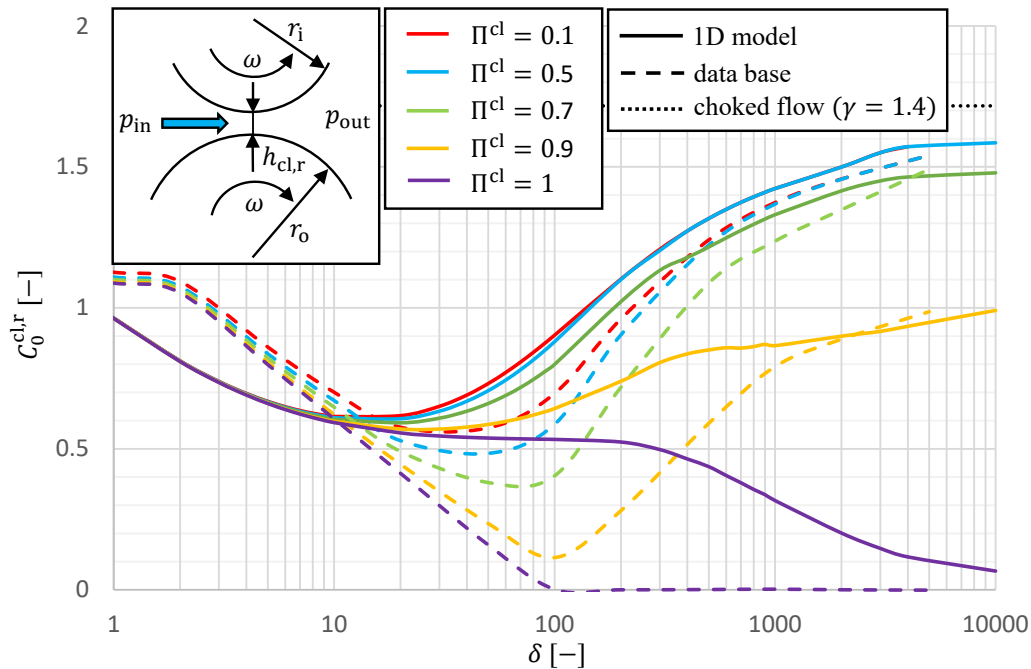 2
1.5
1
0.5
0
C₀^cl,r [−]
1 10 100 1000 10000
δ [−]
r_i
ω
p_in p_out
h_cl,r
ω
r_o
Π^cl = 0.1
Π^cl = 0.5
Π^cl = 0.7
Π^cl = 0.9
Π^cl = 1
1D model
data base
choked flow (γ = 1.4)